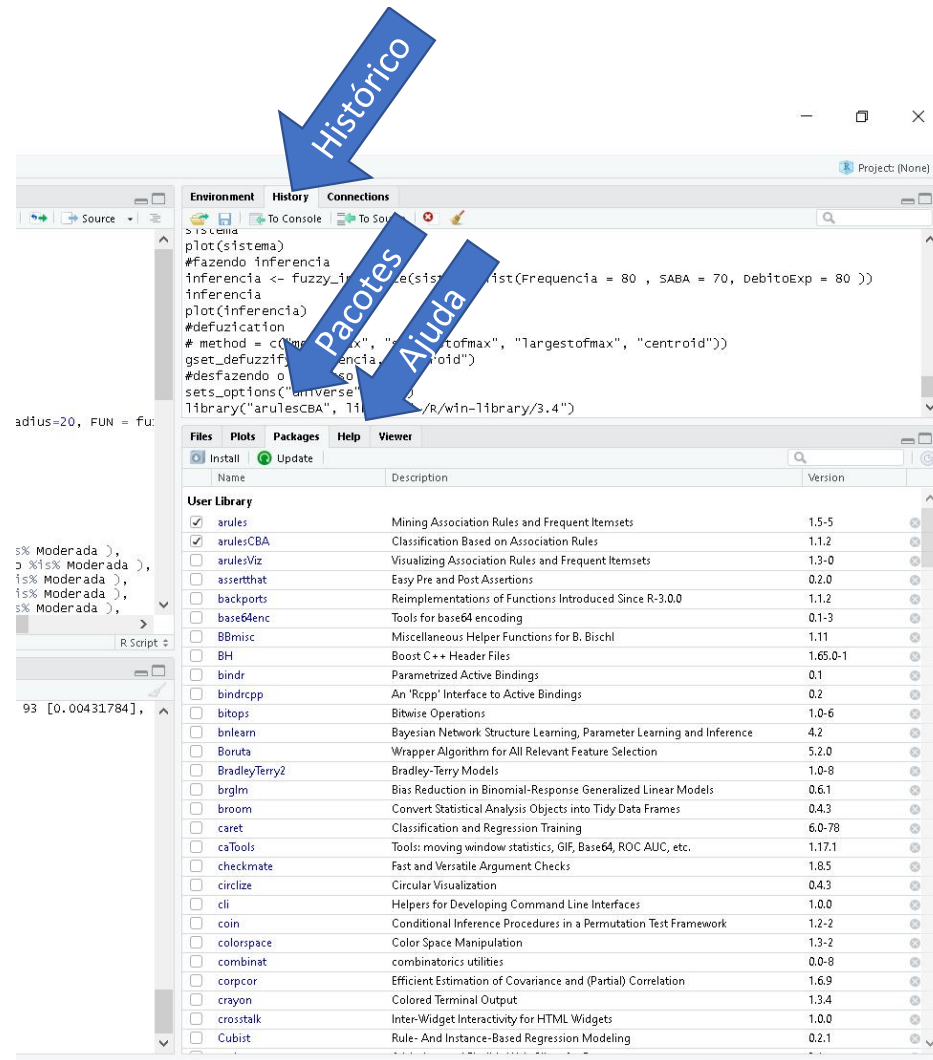 Histórico
Project: (None)
Environment History Connections
Source
To Console
plot(sistema)
#fazendo inferencia
inferencia <- (Frequencia = 80 , SABA = 70, DebitoExp = 80 ))
inferencia
plot(inferencia)
#defuzication
# method = "largestofmax", "centroid"))
#desfazendo o
library("arulesCBA", /R/win-library/3.4")
Pacotes
Ajuda
adius=20, FUN = fu
s% Moderada ),
%is% Moderada ),
is% Moderada ),
is% Moderada ),
s% Moderada ),
R Script
93 [0.00431784],
Files Plots Packages Help Viewer
Install Update
Name Description Version
User Library
arules Mining Association Rules and Frequent Itemsets 1.5-5
arulesCBA Classification Based on Association Rules 1.1.2
arulesViz Visualizing Association Rules and Frequent Itemsets 1.3-0
assertthat Easy Pre and Post Assertions 0.2.0
backports Reimplementations of Functions Introduced Since R-3.0.0 1.1.2
base64enc Tools for base64 encoding 0.1-3
BBmisc Miscellaneous Helper Functions for B. Bischl 1.11
BH Boost C++ Header Files 1.65.0-1
bindr Parametrized Active Bindings 0.1
bindrcpp An 'Rcpp' Interface to Active Bindings 0.2
bitops Bitwise Operations 1.0-6
bnlearn Bayesian Network Structure Learning, Parameter Learning and Inference 4.2
Boruta Wrapper Algorithm for All Relevant Feature Selection 5.2.0
BradleyTerry2 Bradley-Terry Models 1.0-8
brglm Bias Reduction in Binomial-Response Generalized Linear Models 0.6.1
broom Convert Statistical Analysis Objects into Tidy Data Frames 0.4.3
caret Classification and Regression Training 6.0-78
caTools Tools: moving window statistics, GIF, Base64, ROC AUC, etc. 1.17.1
checkmate Fast and Versatile Argument Checks 1.8.5
circlize Circular Visualization 0.4.3
cli Helpers for Developing Command Line Interfaces 1.0.0
coin Conditional Inference Procedures in a Permutation Test Framework 1.2-2
colorspace Color Space Manipulation 1.3-2
combinat combinatorics utilities 0.0-8
corpcor Efficient Estimation of Covariance and (Partial) Correlation 1.6.9
crayon Colored Terminal Output 1.3.4
crosstalk Inter-Widget Interactivity for HTML Widgets 1.0.0
Cubist Rule- And Instance-Based Regression Modeling 0.2.1